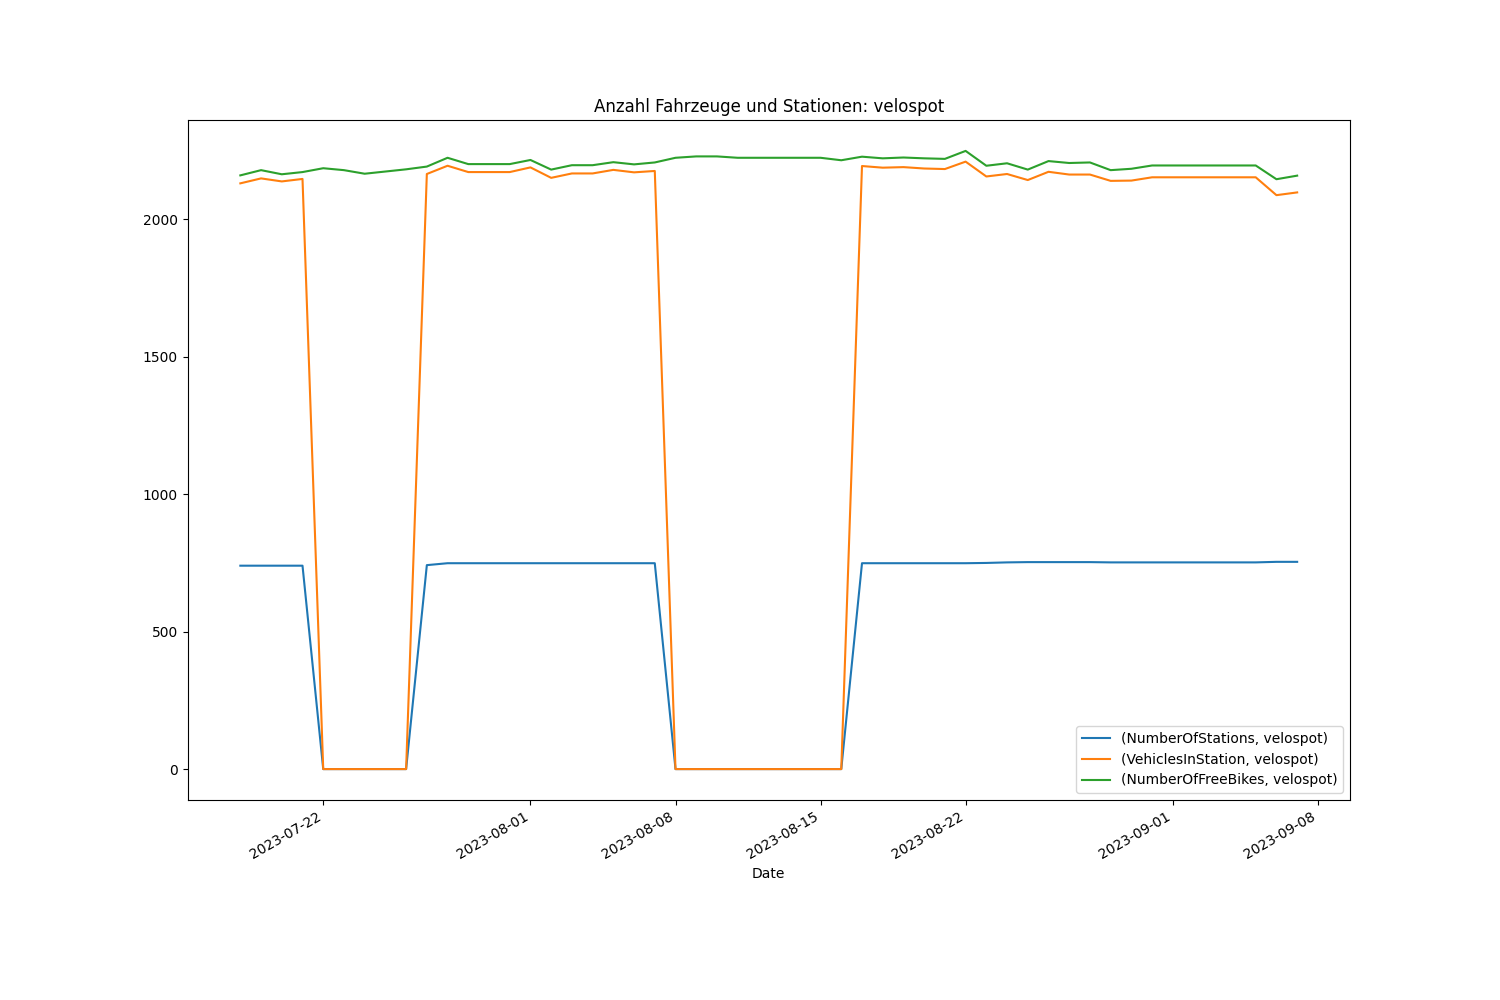 Anzahl Fahrzeuge und Stationen: velospot
2000
1500
1000
500
0
(NumberOfStations, velospot)
(VehiclesInStation, velospot)
(NumberOfFreeBikes, velospot)
2023-07-22
2023-08-01
2023-08-08
2023-08-15
2023-08-22
2023-09-01
2023-09-08
Date